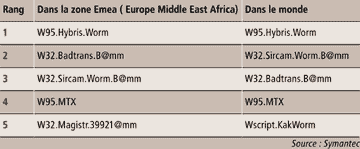 Rang Dans la zone Emea ( Europe Middle East Africa) Dans le monde
1 W95.Hybris.Worm W95.Hybris.Worm
2 W32.Badtrans.B@mm W32.Sircam.Worm.B@mm
3 W32.Sircam.Worm.B@mm W32.Badtrans.B@mm
4 W95.MTX W95.MTX
5 W32.Magistr.39921@mm Wscript.KakWorm
Source : Symantec